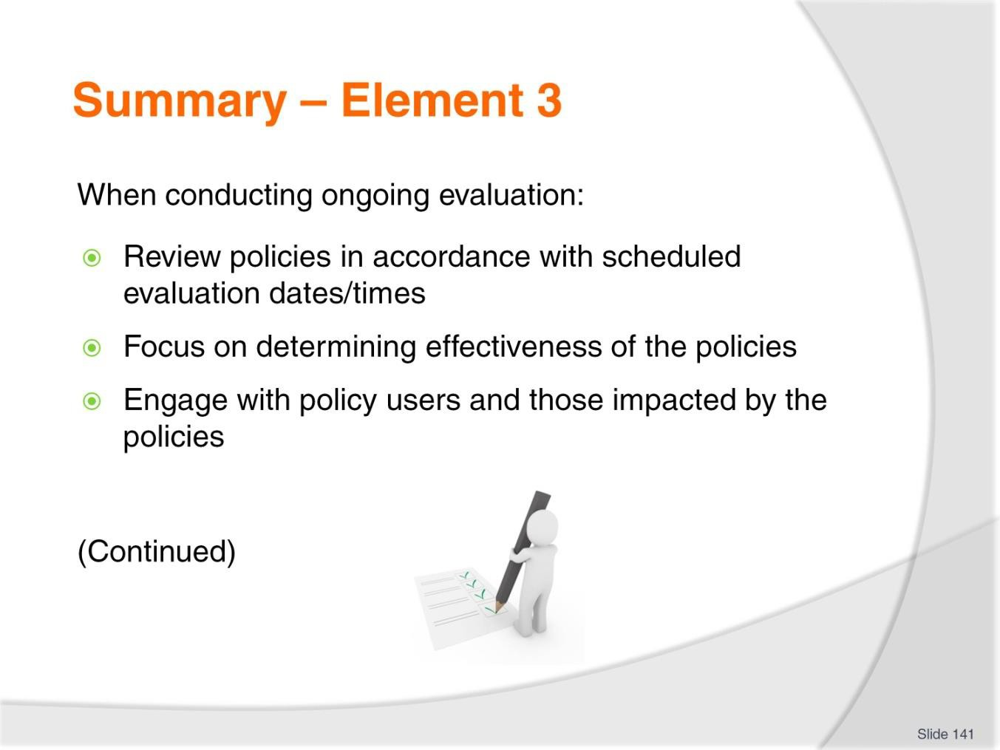 Summary – Element 3
When conducting ongoing evaluation:
Review policies in accordance with scheduled
evaluation dates/times
Focus on determining effectiveness of the policies
Engage with policy users and those impacted by the
policies
(Continued)
Slide 141